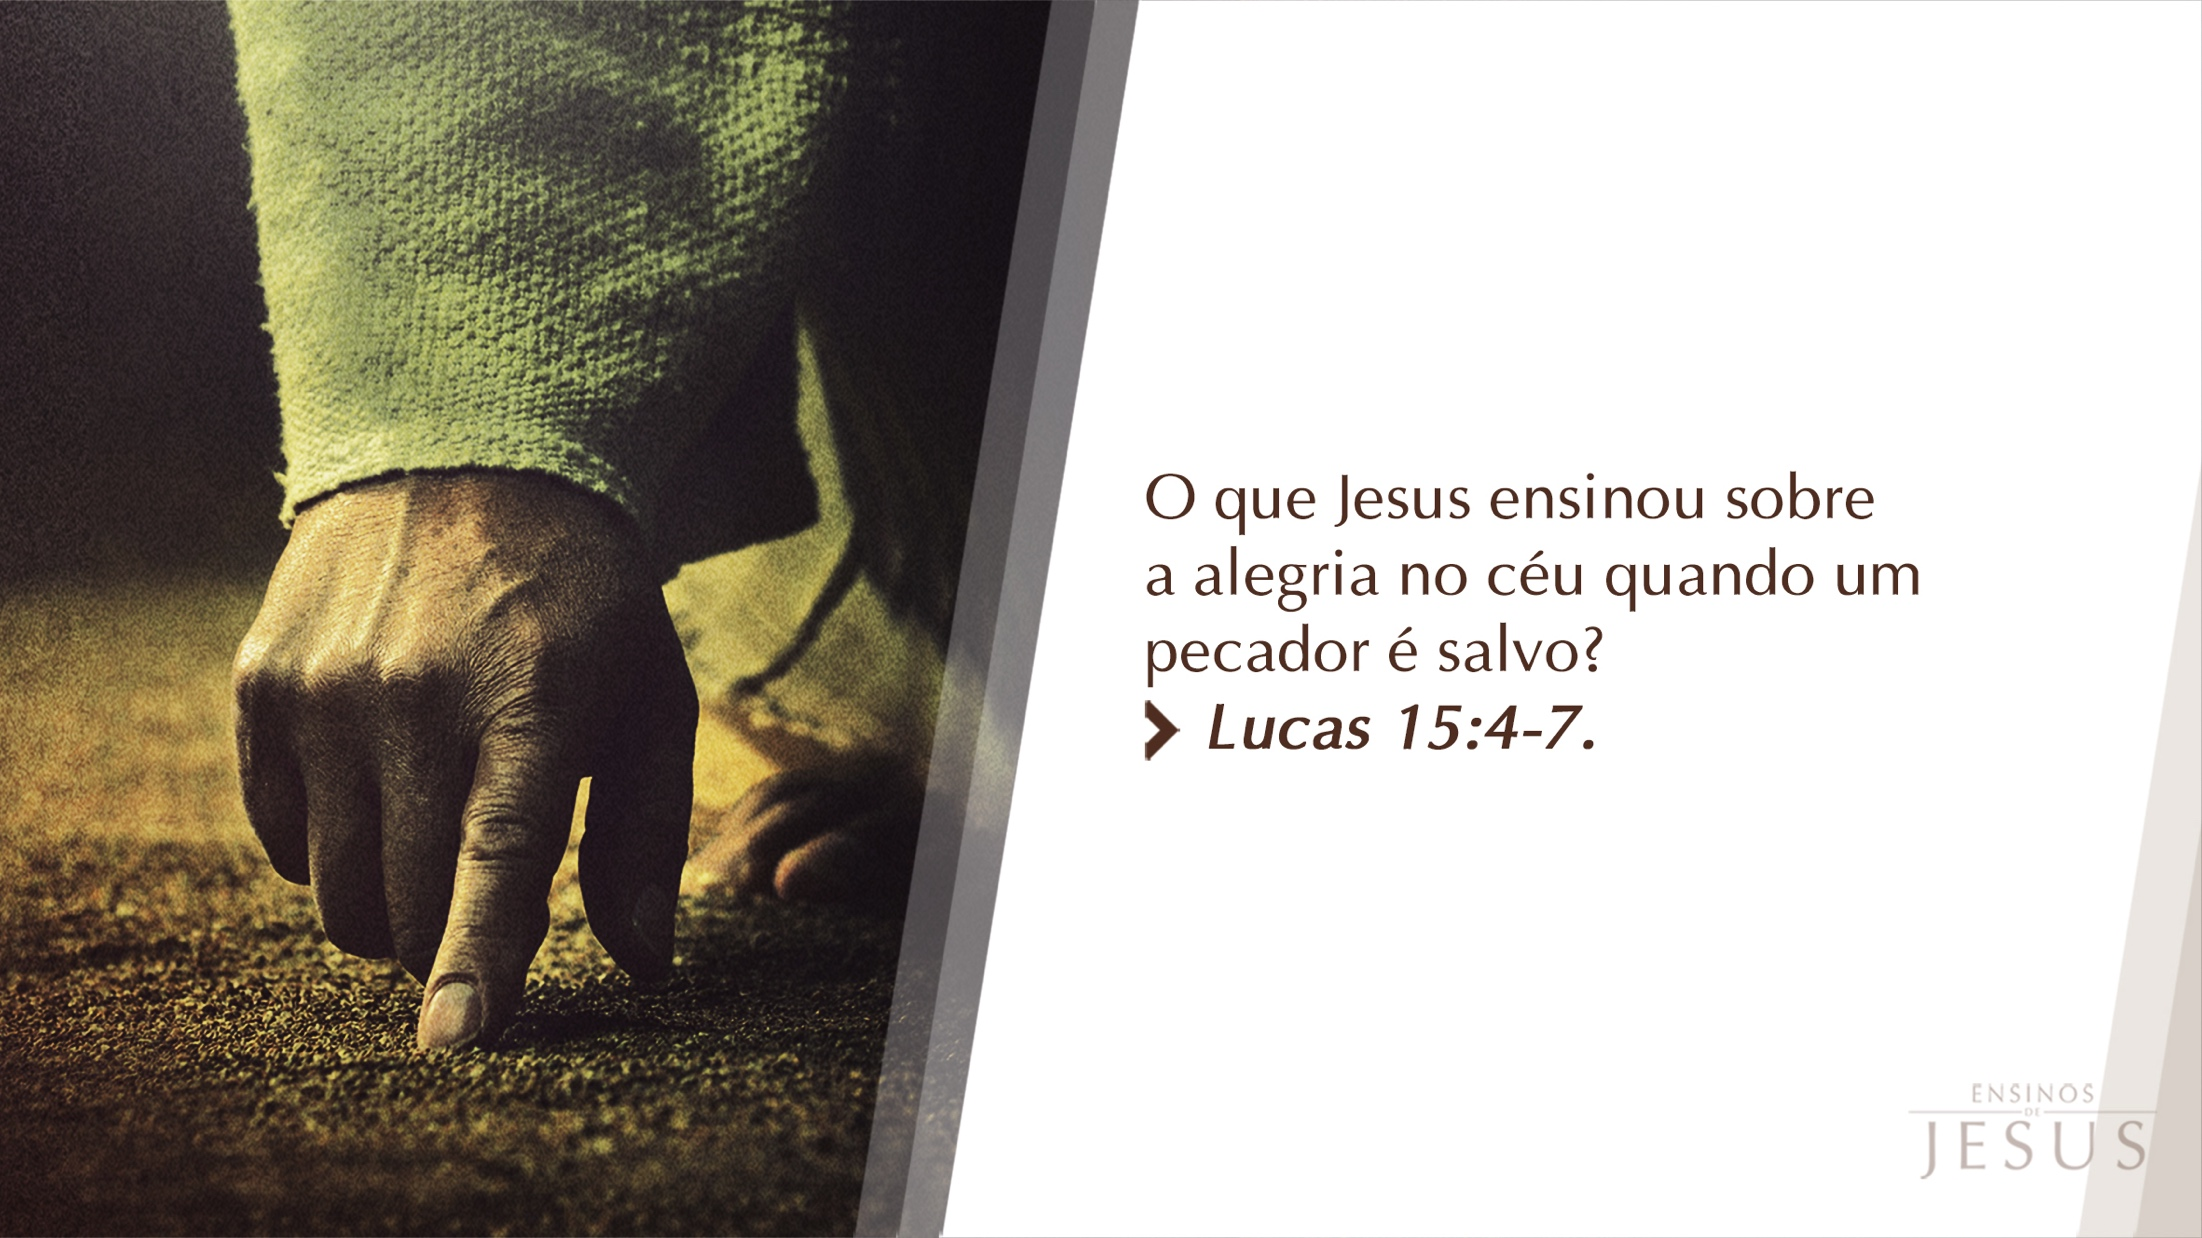 O que Jesus ensinou sobre
a alegria no céu quando um
pecador é salvo?
Lucas 15:4-7.
ENSINOS
DE
JESUS